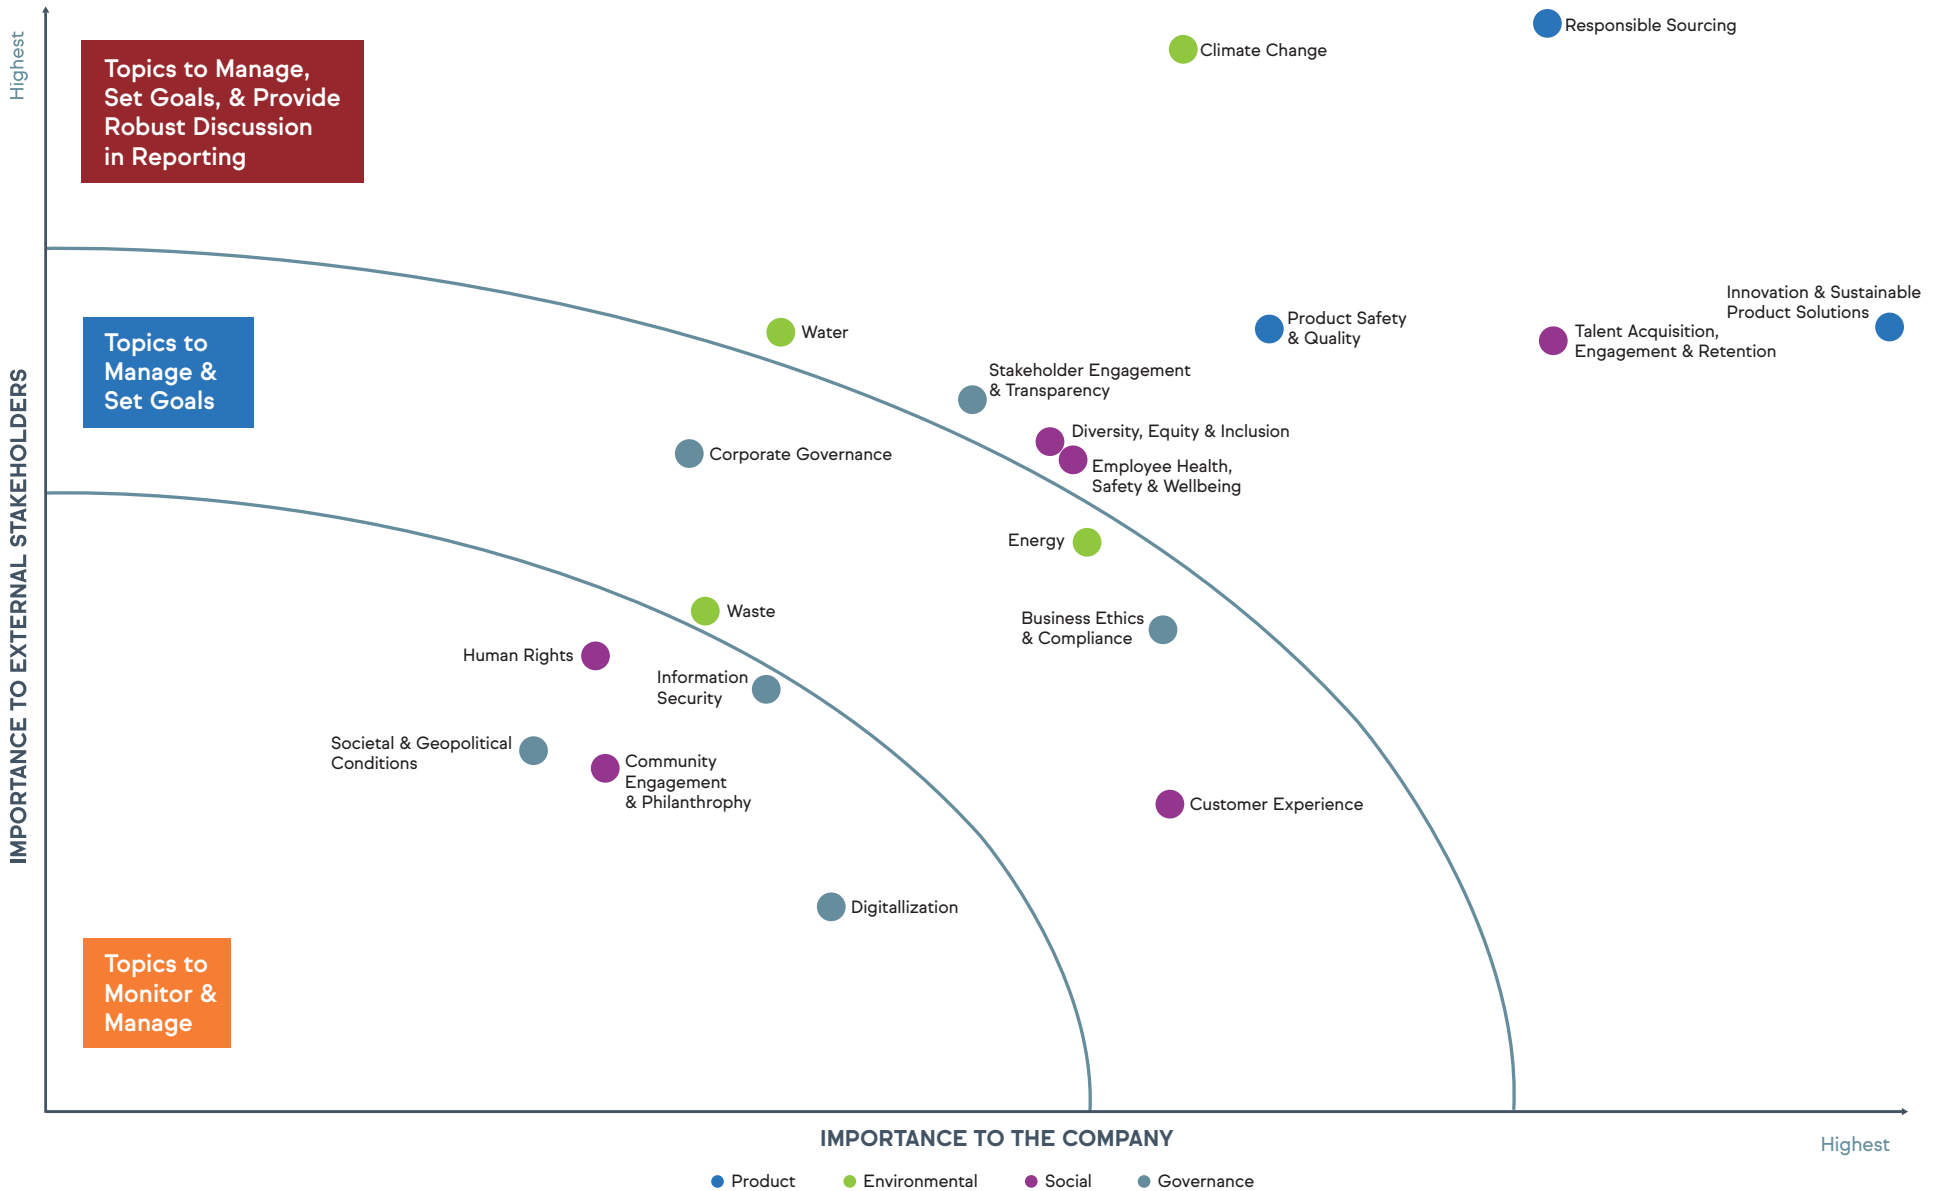 Highest
IMPORTANCE TO EXTERNAL STAKEHOLDERS
Topics to Manage,
Set Goals, & Provide
Robust Discussion
in Reporting
Climate Change
Responsible Sourcing
Topics to
Manage &
Set Goals
Water
Product Safety
& Quality
Innovation & Sustainable
Product Solutions
Talent Acquisition,
Engagement & Retention
Stakeholder Engagement
& Transparency
Diversity, Equity & Inclusion
Corporate Governance
Employee Health,
Safety & Wellbeing
Energy
Waste
Business Ethics
& Compliance
Human Rights
Information
Security
Societal & Geopolitical
Conditions
Community
Engagement
& Philanthrophy
Customer Experience
Digitallization
Topics to
Monitor &
Manage
IMPORTANCE TO THE COMPANY
Highest
Product
Environmental
Social
Governance